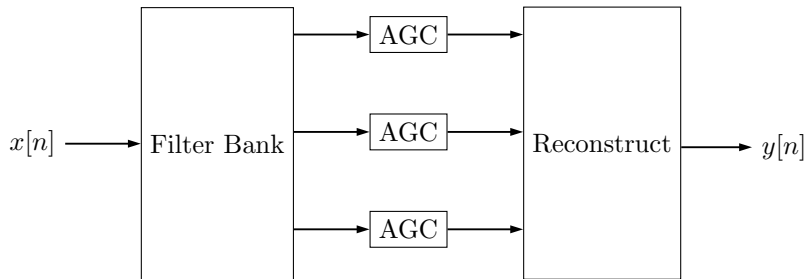 AGC
x[n]
Filter Bank
AGC
Reconstruct
y[n]
AGC